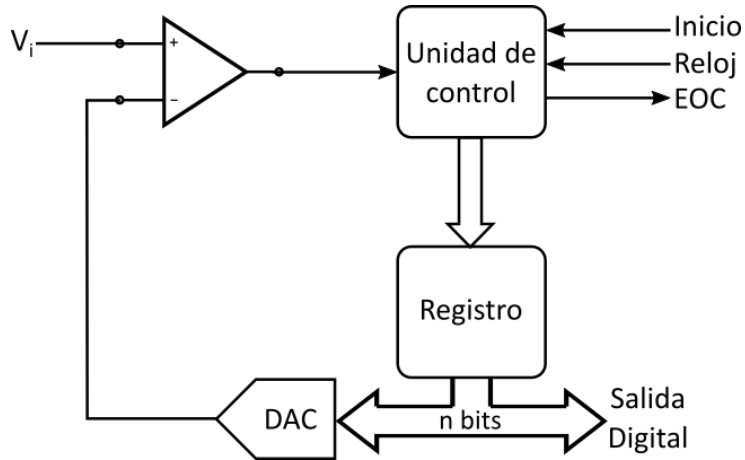 Vi
+
−
Unidad de
control
Inicio
Reloj
EOC
Registro
DAC
n bits
Salida
Digital